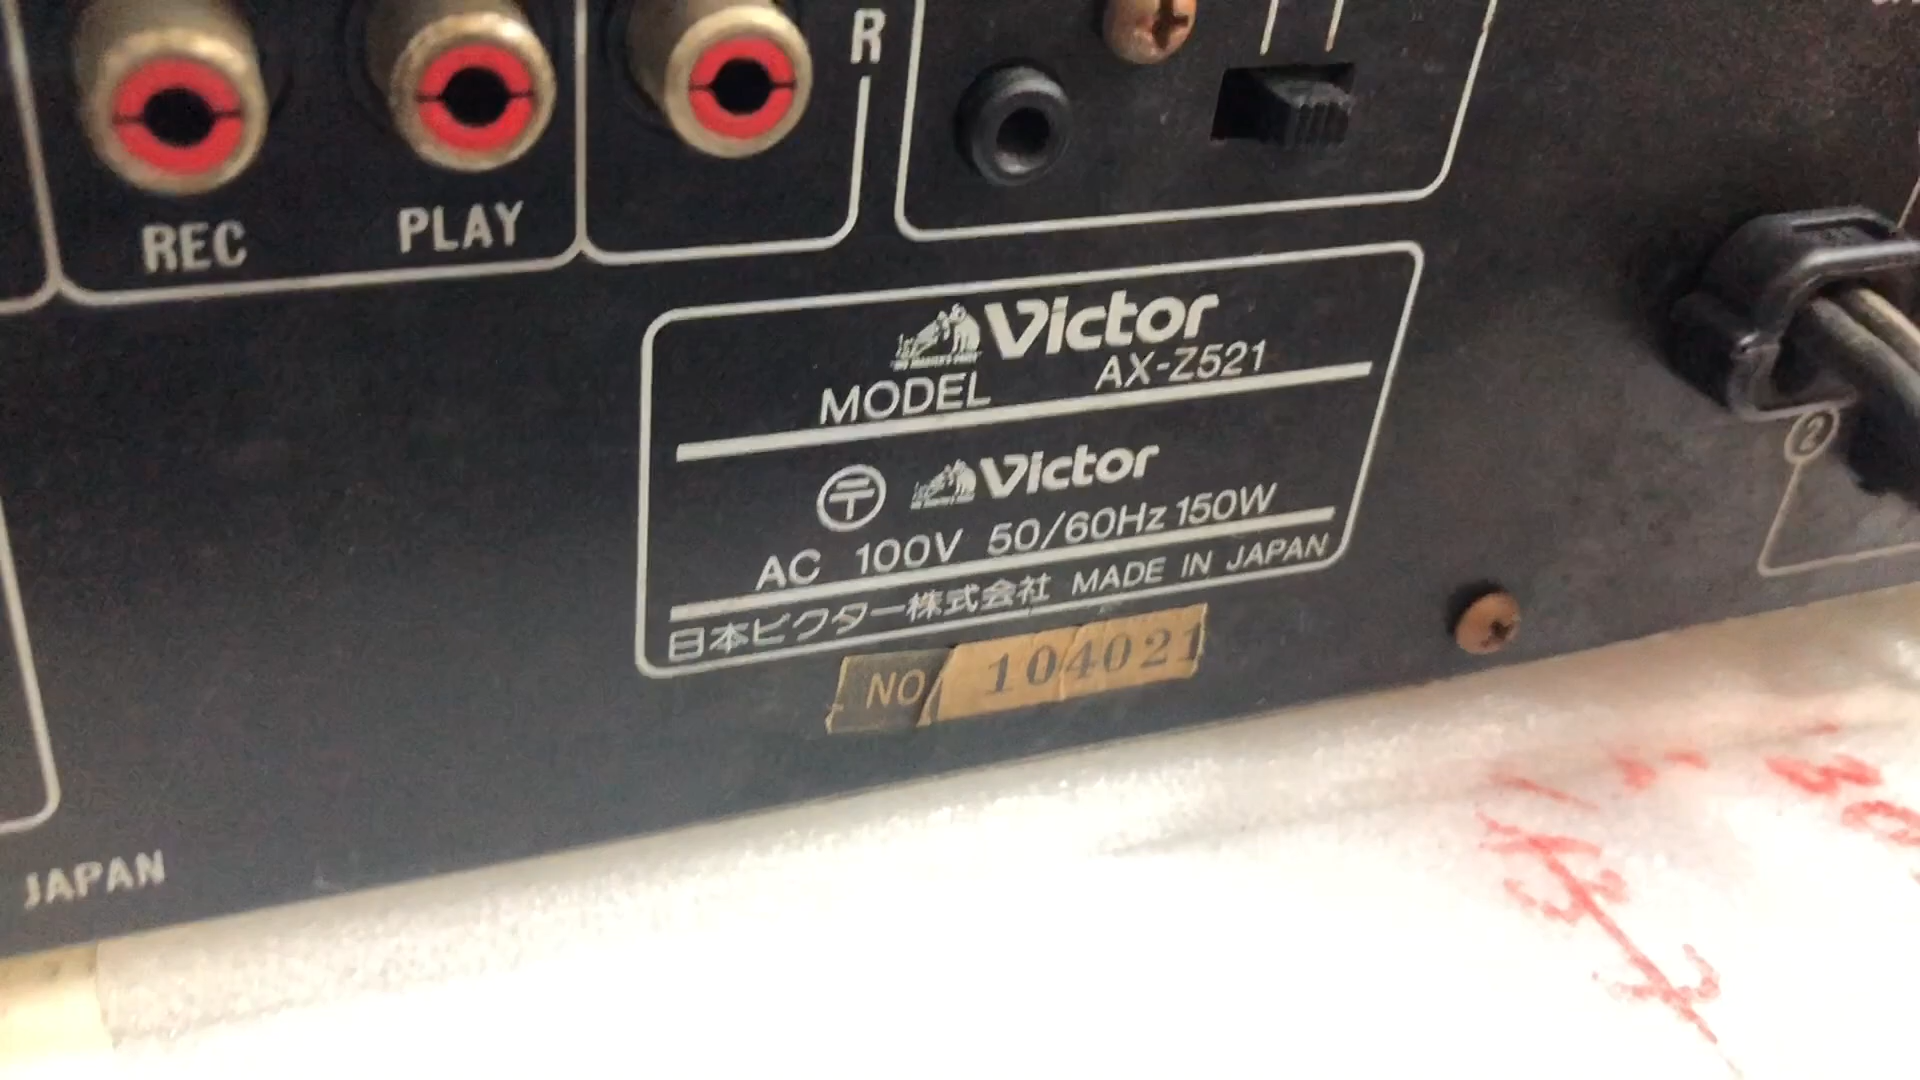 R
REC
PLAY
Victor
MODEL AX-Z521
〒 Victor
AC 100V 50/60Hz 150W
日本ビクター株式会社 MADE IN JAPAN
NO 104021
2
JAPAN